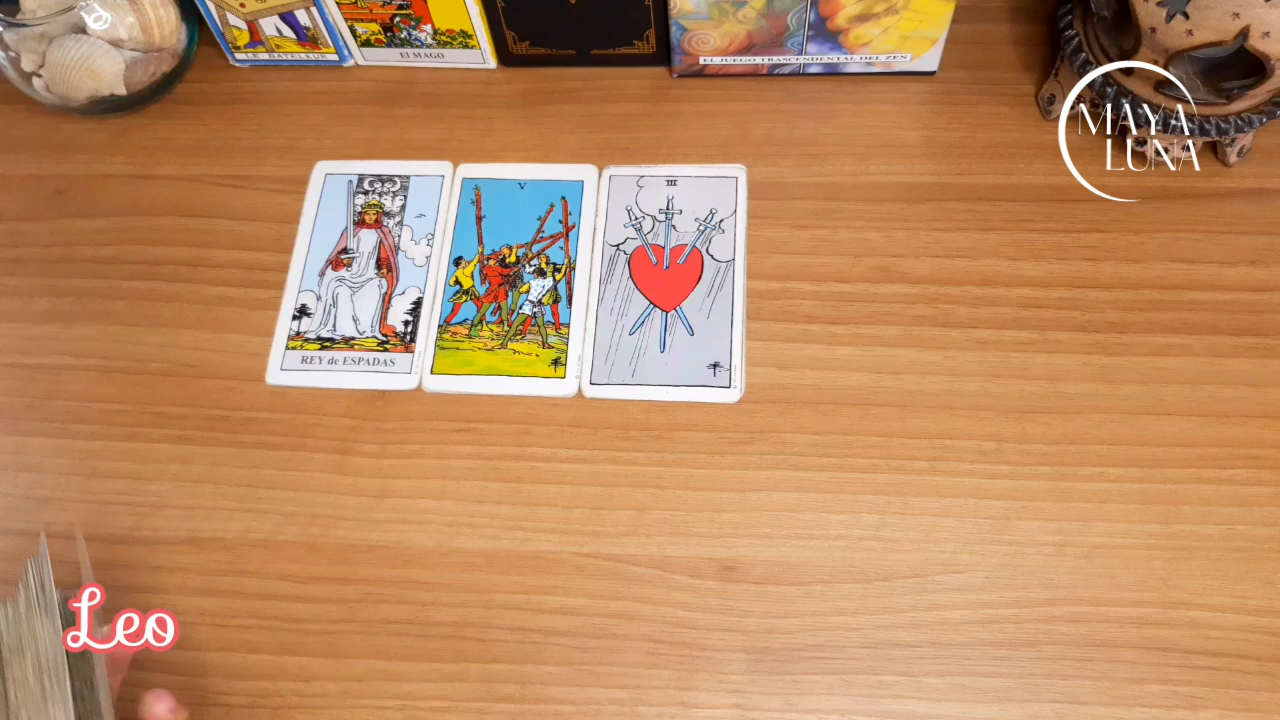 LE·BATELEUR
El MAGO
EL JUEGO TRASCENDENTAL DEL ZEN
MAYA
LUNA
REY de ESPADAS
V
III
Leo